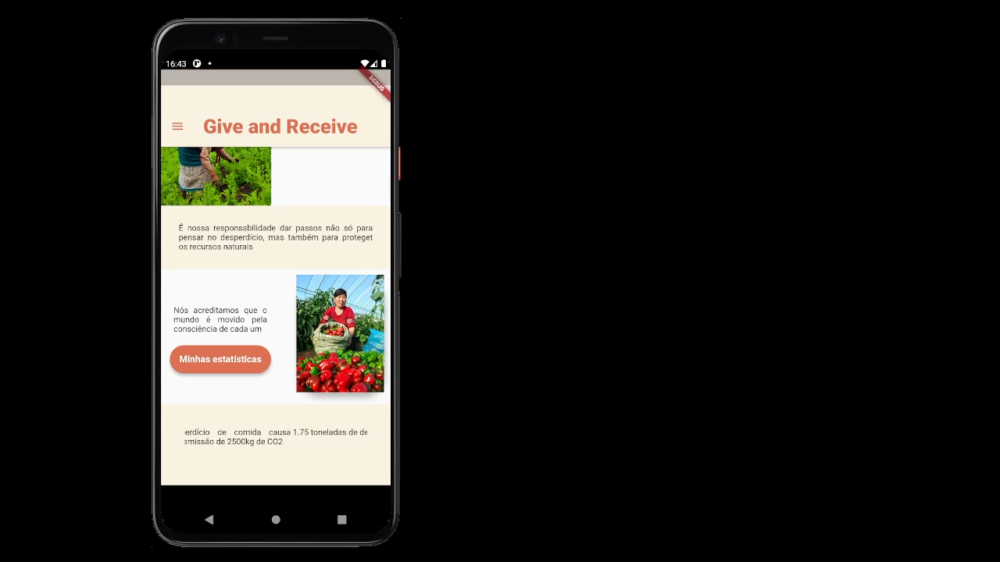 16:43
DEBUG
Give and Receive
É nossa responsabilidade dar passos não só para
pensar no desperdício, mas também para proteget
os recursos naturais
Nós acreditamos que o
mundo é movido pela
consciência de cada um
Minhas estatísticas
erdício de comida causa 1.75 toneladas de de
emissão de 2500kg de CO2